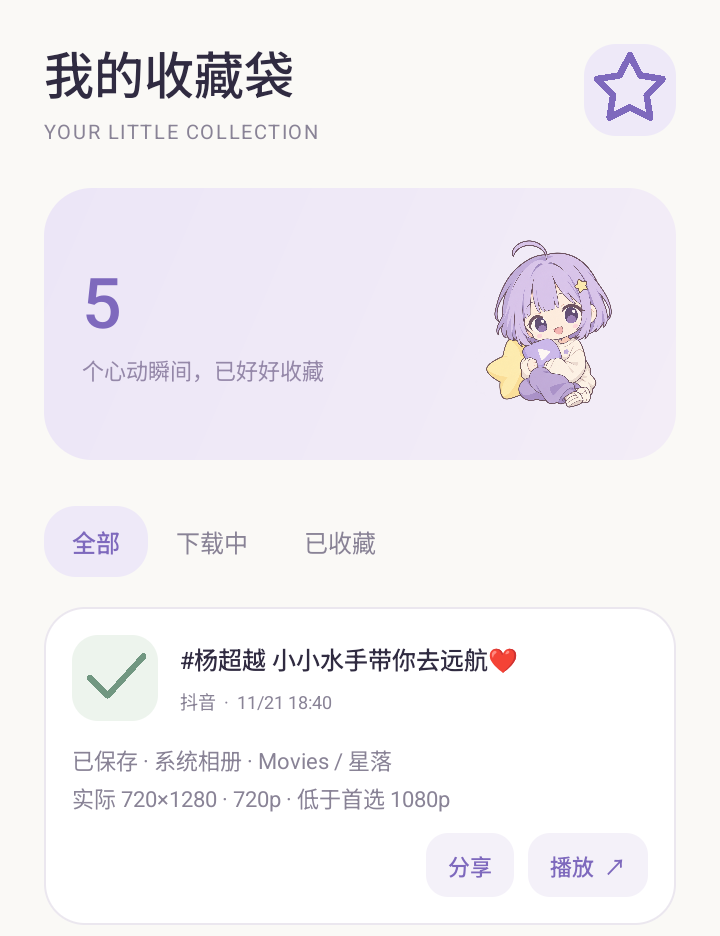 我的收藏袋
YOUR LITTLE COLLECTION
5
个心动瞬间，已好好收藏
全部 下载中 已收藏
#杨超越 小小水手带你去远航❤️
抖音 · 11/21 18:40
已保存 · 系统相册 · Movies / 星落
实际 720×1280 · 720p · 低于首选 1080p
分享 播放 ↗